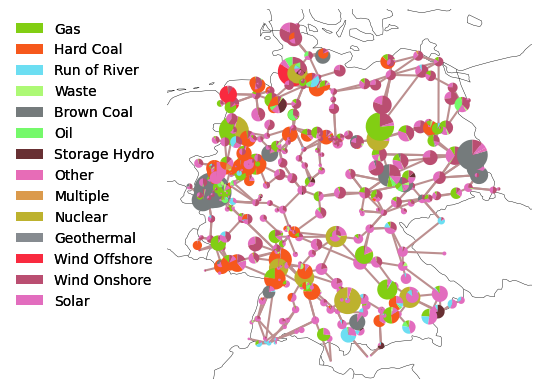 Gas
Hard Coal
Run of River
Waste
Brown Coal
Oil
Storage Hydro
Other
Multiple
Nuclear
Geothermal
Wind Offshore
Wind Onshore
Solar